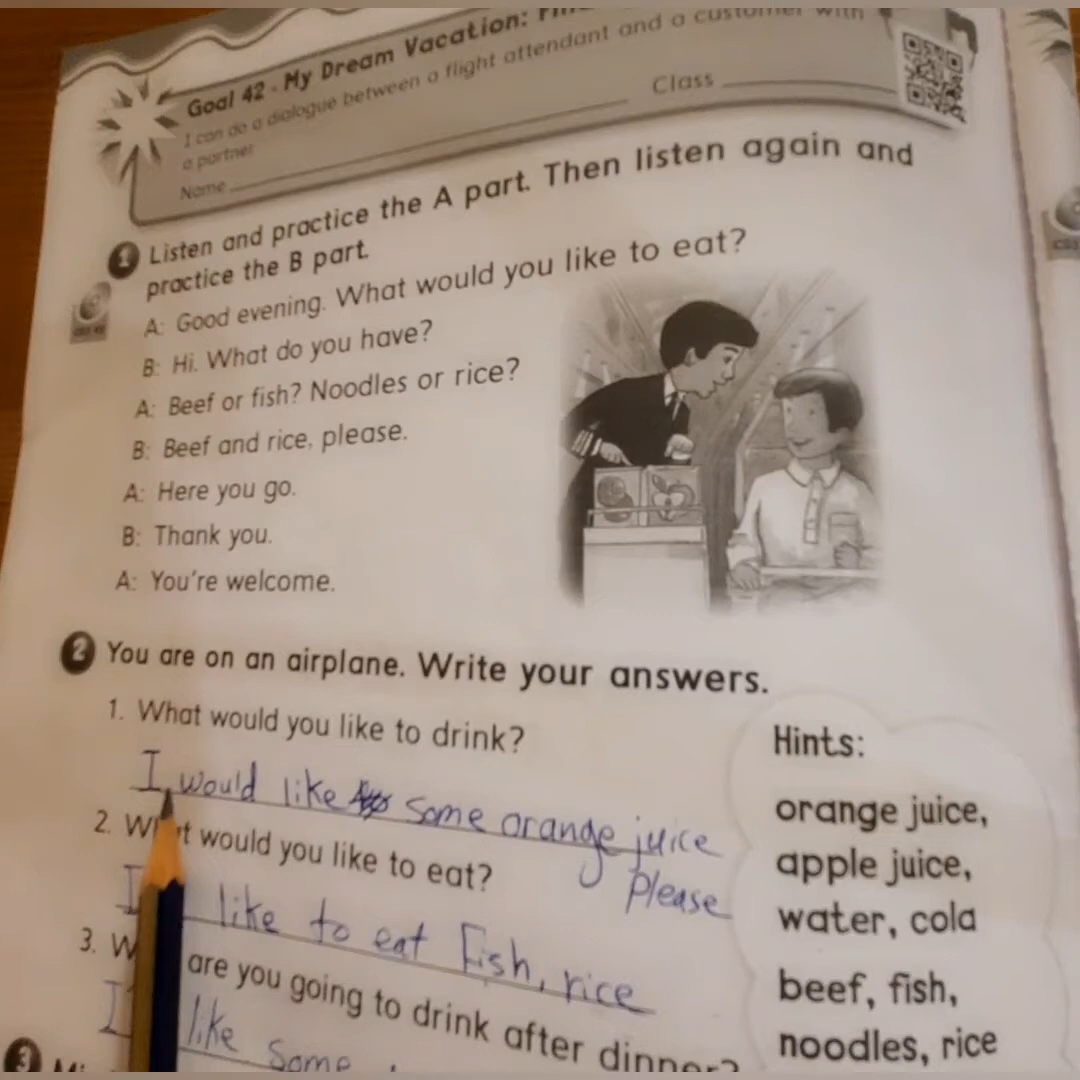 Goal 42 - My Dream Vacation:
I can do a dialogue between a flight attendant and a customer with
a partner
Name Class
1 Listen and practice the A part. Then listen again and
practice the B part.
A: Good evening. What would you like to eat?
B: Hi. What do you have?
A: Beef or fish? Noodles or rice?
B: Beef and rice, please.
A: Here you go.
B: Thank you.
A: You're welcome.
2 You are on an airplane. Write your answers.
1. What would you like to drink?
I would like some orange juice
Please
2. What would you like to eat?
I like to eat Fish, rice
3. are you going to drink after dinner?
like some
3
Hints:
orange juice,
apple juice,
water, cola
beef, fish,
noodles, rice